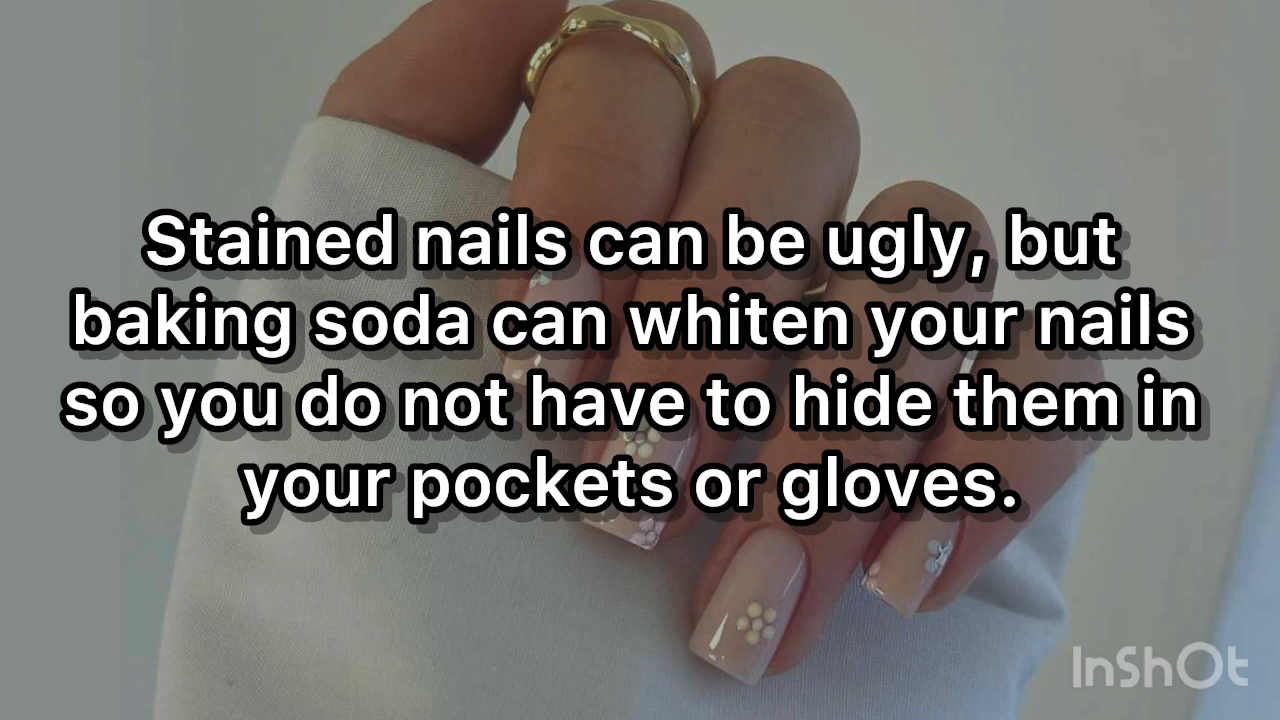 Stained nails can be ugly, but
baking soda can whiten your nails
so you do not have to hide them in
your pockets or gloves.
InShOt